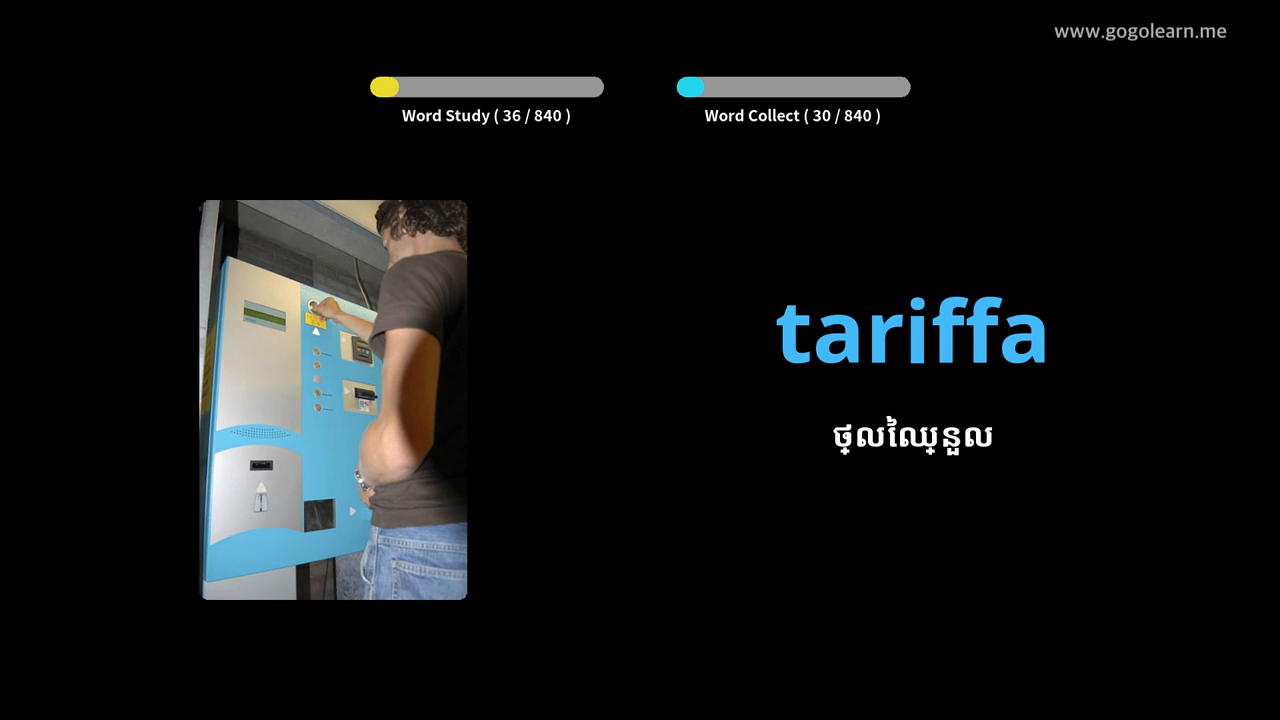 www.gogolearn.me
Word Study ( 36 / 840 )
Word Collect ( 30 / 840 )
tariffa
ថ្លៃឈ្នួល